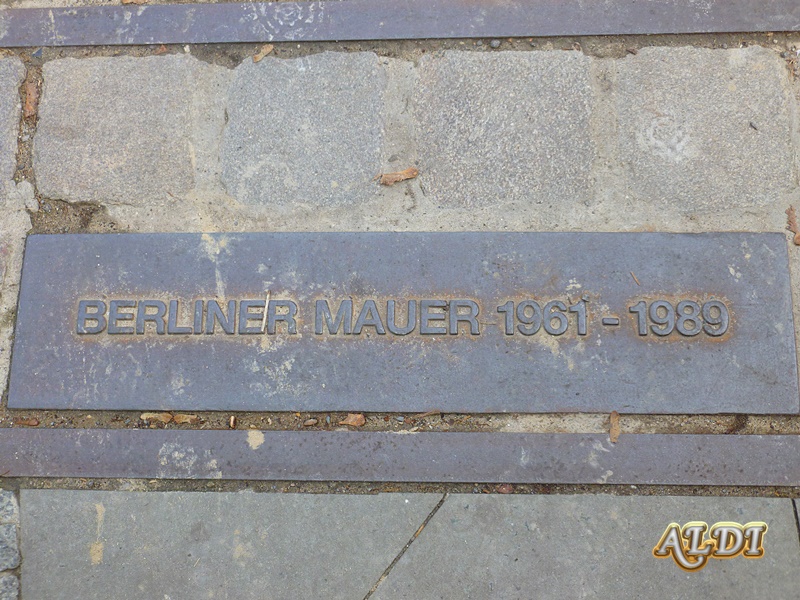 BERLINER MAUER 1961 - 1989
ALDI